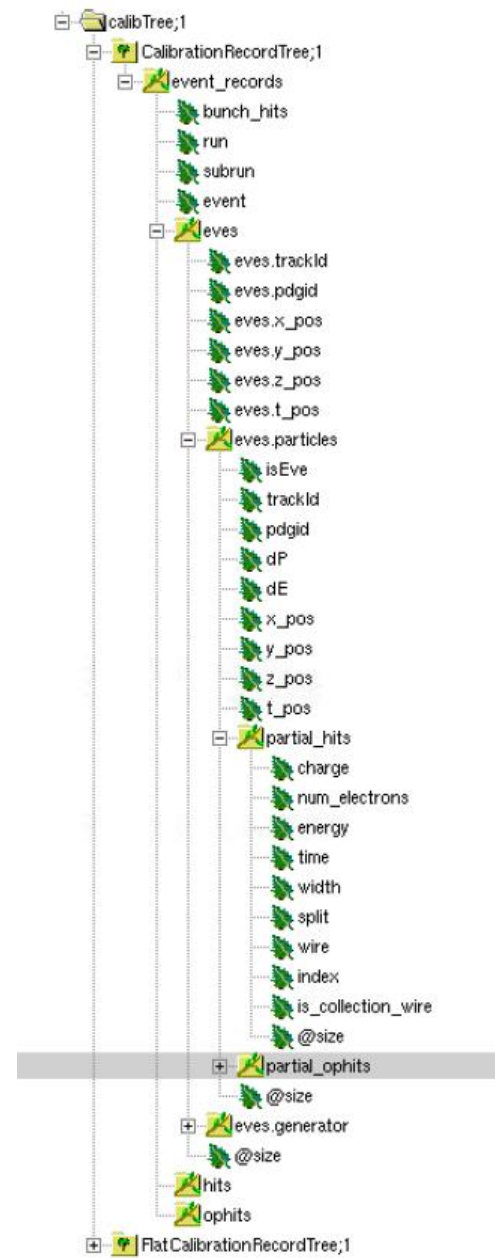 calibTree;1
CalibrationRecordTree;1
event_records
bunch_hits
run
subrun
event
eves
eves.trackId
eves.pdgid
eves.x_pos
eves.y_pos
eves.z_pos
eves.t_pos
eves.particles
isEve
trackId
pdgid
dP
dE
x_pos
y_pos
z_pos
t_pos
partial_hits
charge
num_electrons
energy
time
width
split
wire
index
is_collection_wire
@size
partial_ophits
@size
eves.generator
@size
hits
ophits
FlatCalibrationRecordTree;1